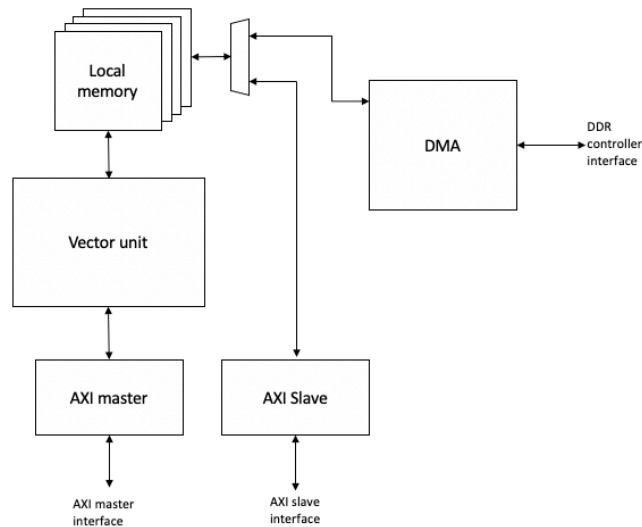 Local
memory
DMA
DDR
controller
interface
Vector unit
AXI master
AXI Slave
AXI master
interface
AXI slave
interface